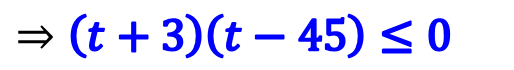 ⇒ (t + 3)(t − 45) ≤ 0